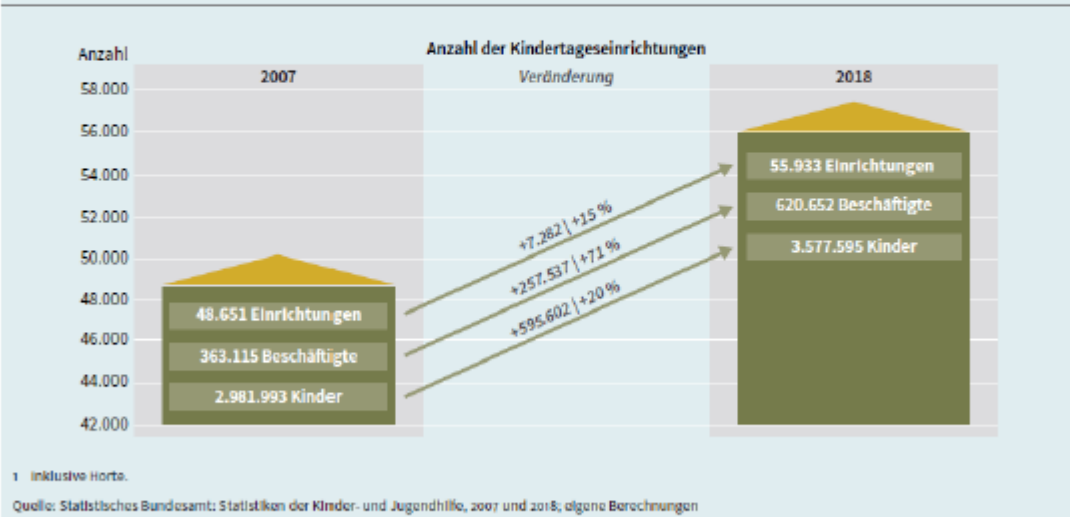 Anzahl der Kindertageseinrichtungen
Anzahl
2007
Veränderung
2018
58.000
56.000
54.000
52.000
50.000
48.000
46.000
44.000
42.000
48.651 Einrichtungen
363.115 Beschäftigte
2.981.993 Kinder
+7.282 | +15 %
+257.537 | +71 %
+595.602 | +20 %
55.933 Einrichtungen
620.652 Beschäftigte
3.577.595 Kinder
1 Inklusive Horte.
Quelle: Statistisches Bundesamt: Statistiken der Kinder- und Jugendhilfe, 2007 und 2018; eigene Berechnungen